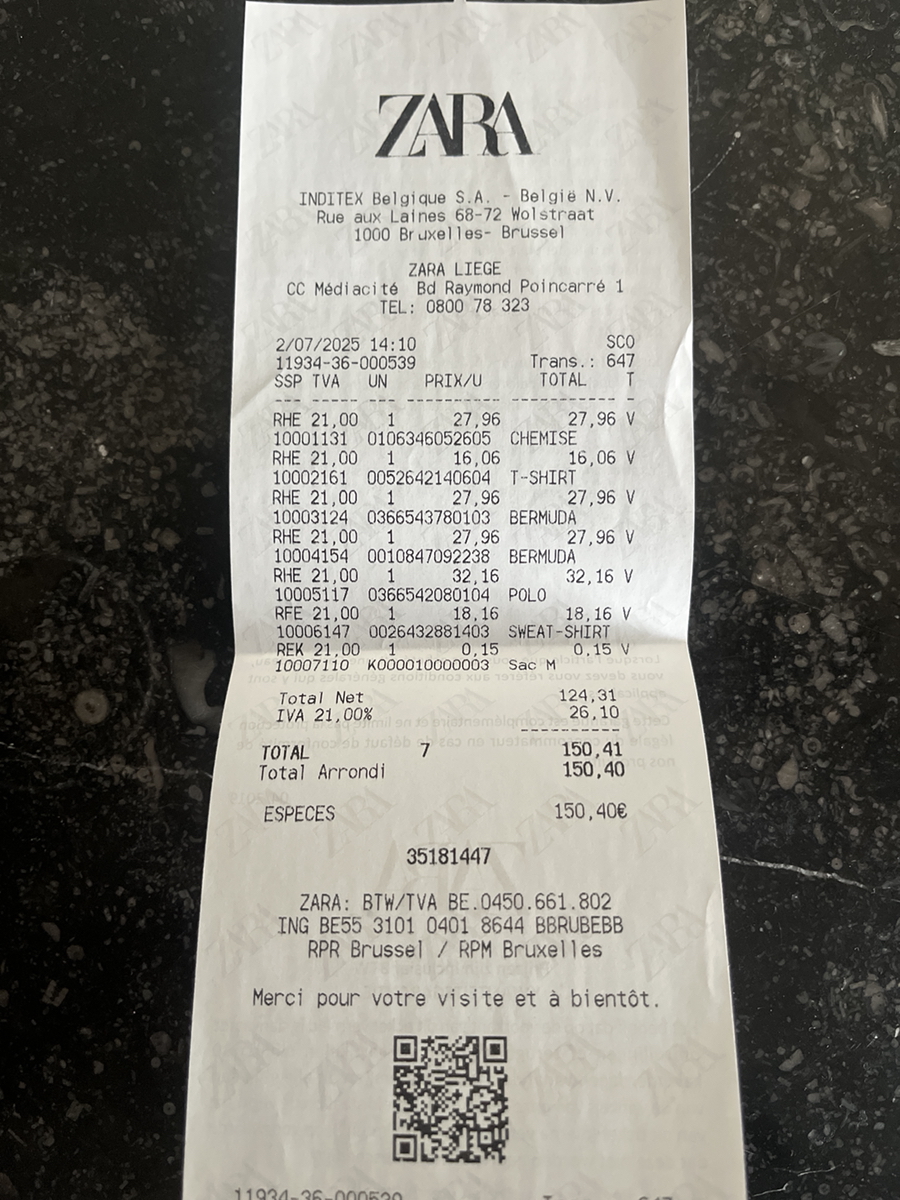 ZARA
INDITEX Belgique S.A. - België N.V.
Rue aux Laines 68-72 Wolstraat
1000 Bruxelles- Brussel
ZARA LIEGE
CC Médiacité Bd Raymond Poincarré 1
TEL: 0800 78 323
2/07/2025 14:10 SCO
11934-36-000539 Trans.: 647
SSP TVA UN PRIX/U TOTAL T
--- ----- --- ---------- ----------- -
RHE 21,00 1 27,96 27,96 V
10001131 0106346052605 CHEMISE
RHE 21,00 1 16,06 16,06 V
10002161 0052642140604 T-SHIRT
RHE 21,00 1 27,96 27,96 V
10003124 0366543780103 BERMUDA
RHE 21,00 1 27,96 27,96 V
10004154 0010847092238 BERMUDA
RHE 21,00 1 32,16 32,16 V
10005117 0366542080104 POLO
RFE 21,00 1 18,16 18,16 V
10006147 0026432881403 SWEAT-SHIRT
REK 21,00 1 0,15 0,15 V
10007110 K000010000003 Sac M
Total Net 124,31
IVA 21,00% 26,10
-----------
TOTAL 7 150,41
Total Arrondi 150,40
ESPECES 150,40€
35181447
ZARA: BTW/TVA BE.0450.661.802
ING BE55 3101 0401 8644 BBRUBEBB
RPR Brussel / RPM Bruxelles
Merci pour votre visite et à bientôt.
11934-36-000539 647